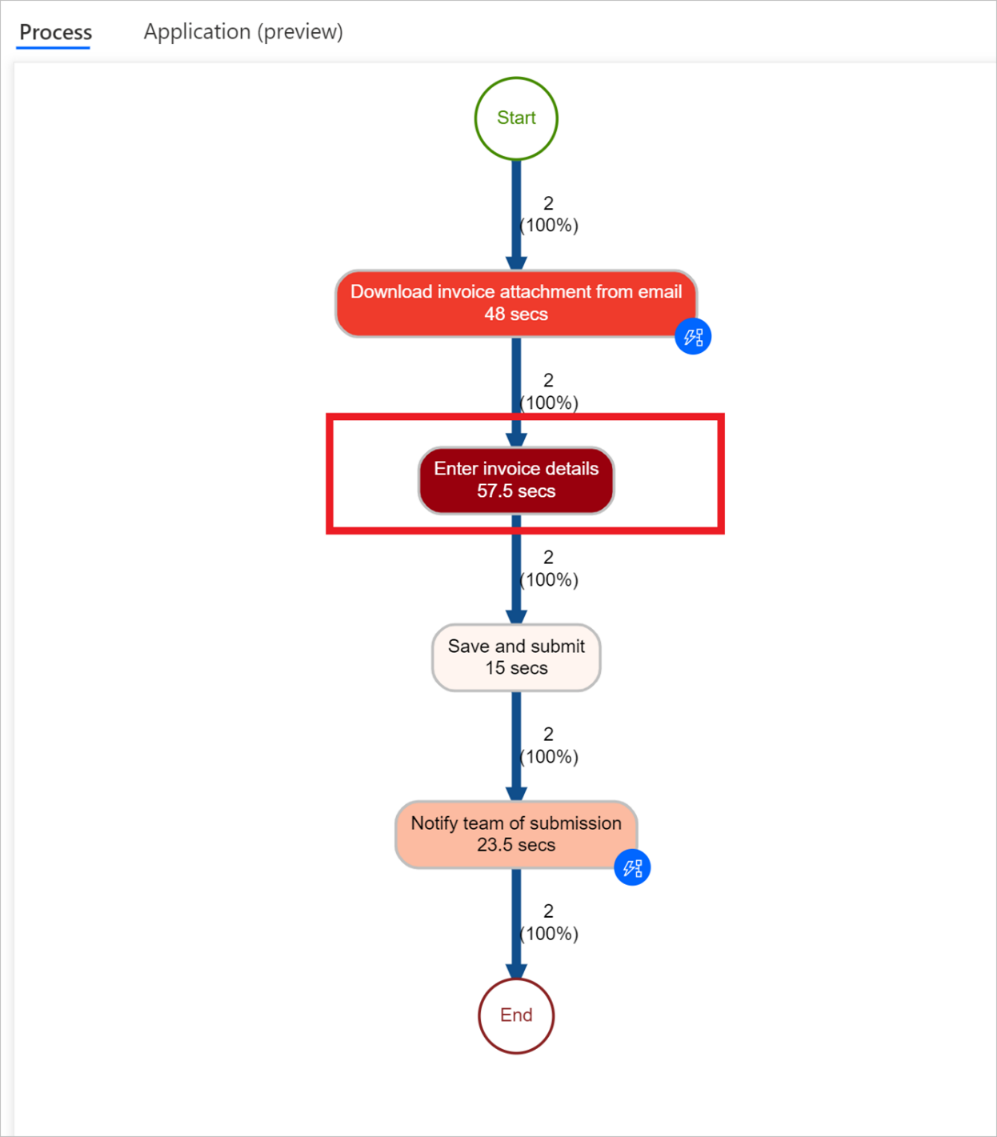 Process Application (preview)
Start
2
(100%)
Download invoice attachment from email
48 secs
2
(100%)
Enter invoice details
57.5 secs
2
(100%)
Save and submit
15 secs
2
(100%)
Notify team of submission
23.5 secs
2
(100%)
End